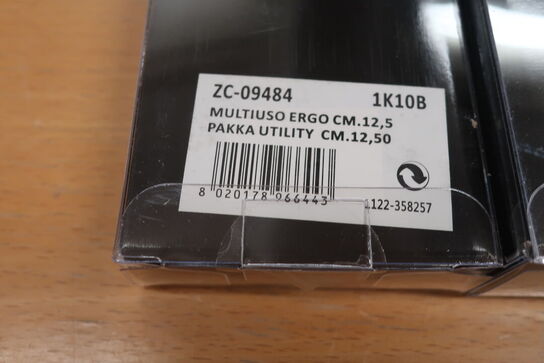 ZC-09484 1K10B
MULTIUSO ERGO CM.12,5
PAKKA UTILITY CM.12,50
8 020178 966443
1122-358257